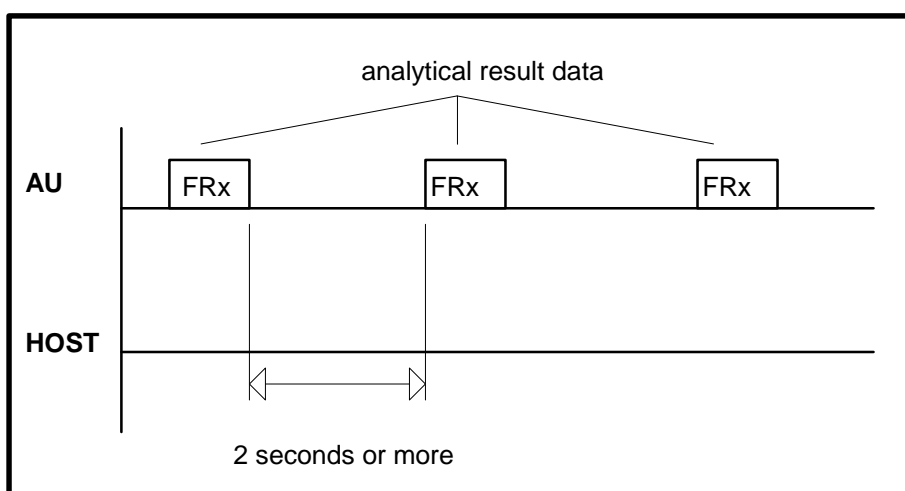 analytical result data
AU
FRx
FRx
FRx
HOST
2 seconds or more